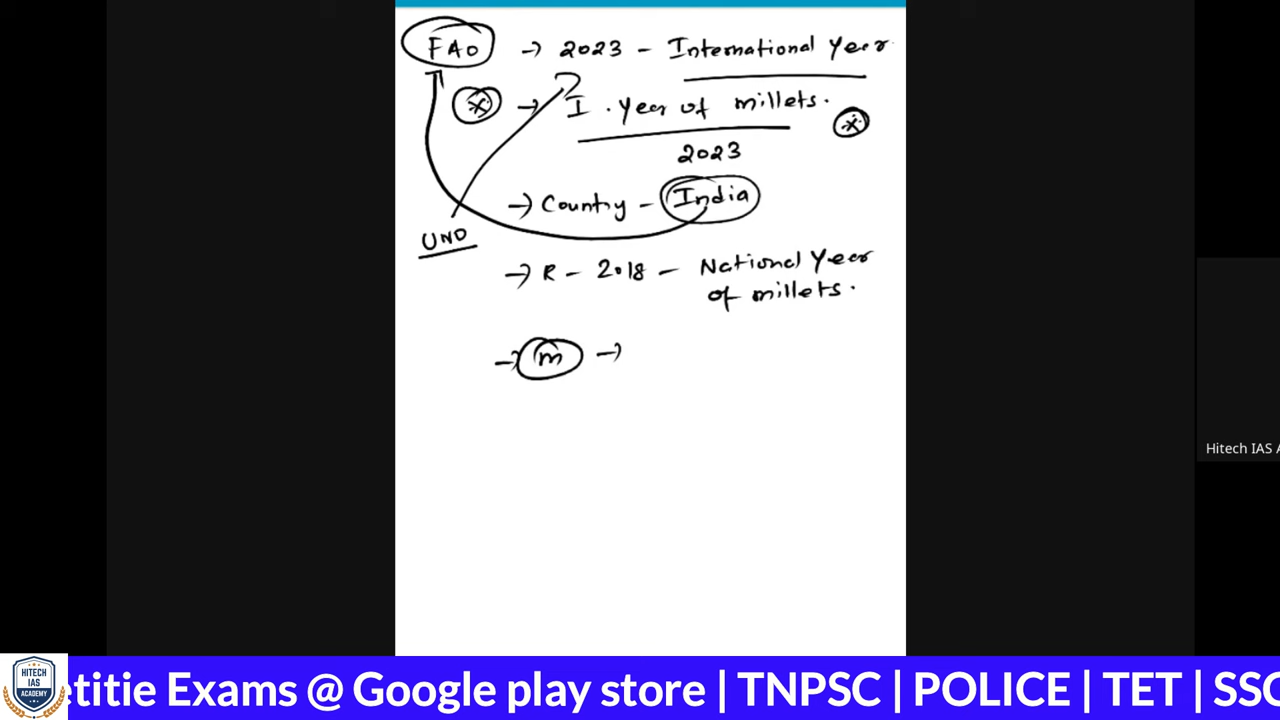 FAO → 2023 - International Year
* → I. Year of millets. *
2023
→ Country - India
UNO
→ R - 2018 - National Year
of millets.
→ m →
Hitech IAS A
HITECH
IAS
ACADEMY
etitie Exams @ Google play store | TNPSC | POLICE | TET | SSC